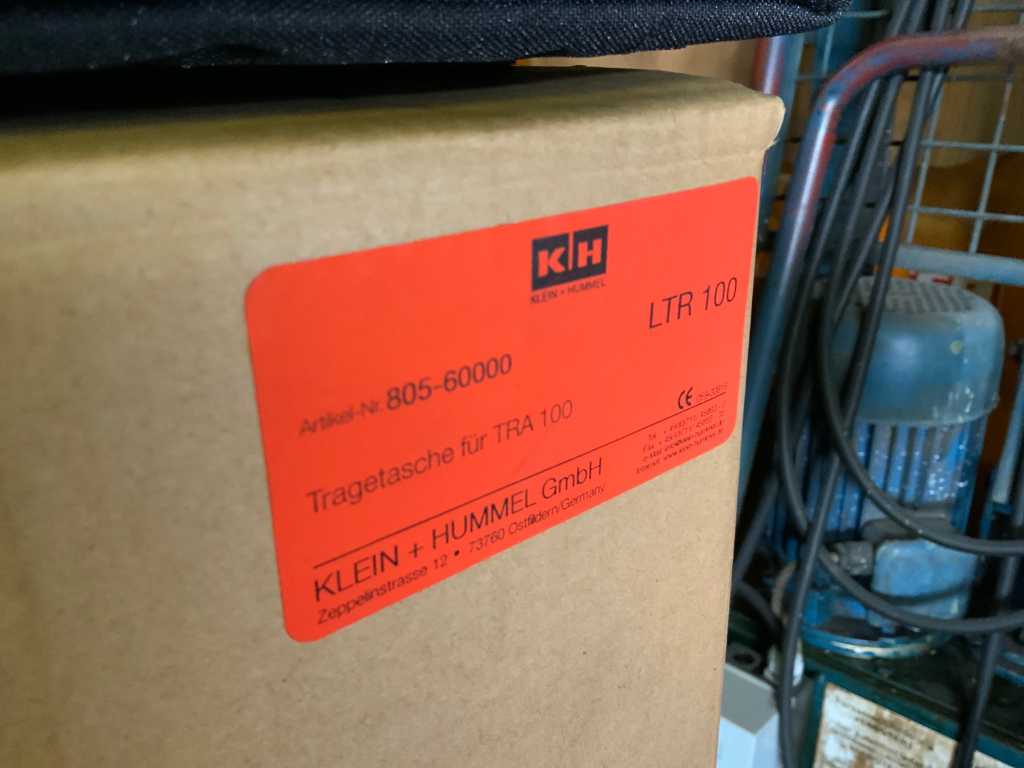 KH
KLEIN + HUMMEL
LTR 100
Artikel-Nr. 805-60000
Tragetasche für TRA 100
CE
KLEIN + HUMMEL GmbH
Zeppelinstrasse 12 • 73760 Ostfildern/Germany